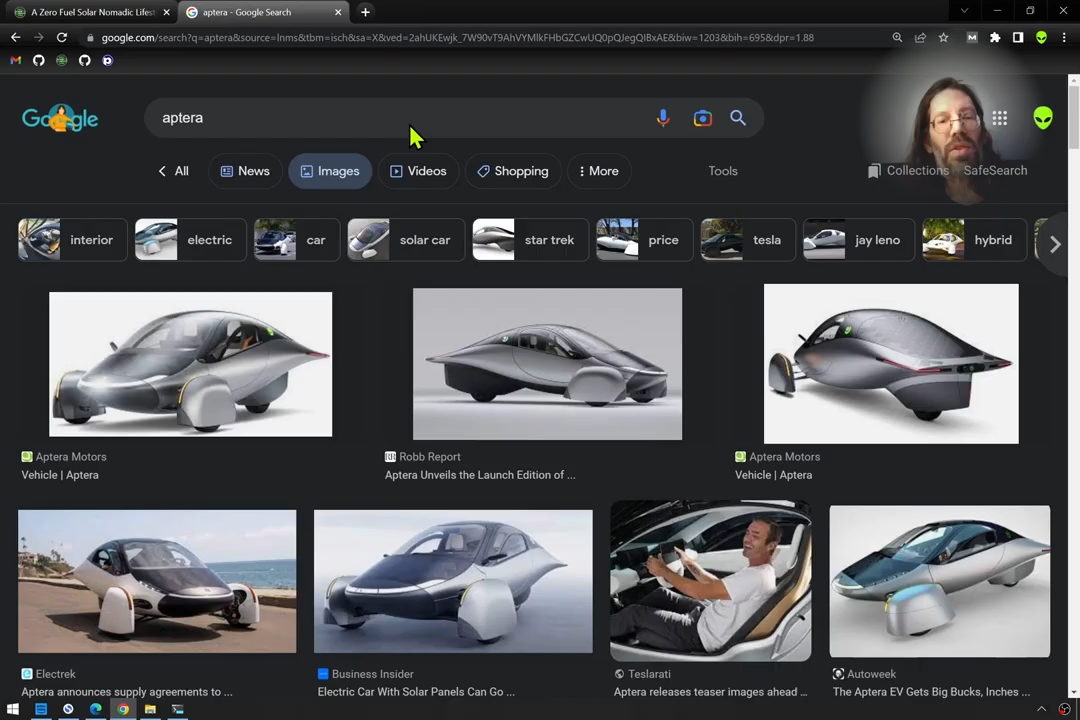 A Zero Fuel Solar Nomadic Lifest
aptera - Google Search
google.com/search?q=aptera&source=lnms&tbm=isch&sa=X&ved=2ahUKEwjk_7W90vT9AhVYMlkFHbGZCwUQ0pQJegQIBxAE&biw=1203&bih=695&dpr=1.88
Google
aptera
All
News
Images
Videos
Shopping
More
Tools
Collections
SafeSearch
interior
electric
car
solar car
star trek
price
tesla
jay leno
hybrid
Aptera Motors
Vehicle | Aptera
Robb Report
Aptera Unveils the Launch Edition of ...
Aptera Motors
Vehicle | Aptera
Electrek
Aptera announces supply agreements to ...
Business Insider
Electric Car With Solar Panels Can Go ...
Teslarati
Aptera releases teaser images ahead ...
Autoweek
The Aptera EV Gets Big Bucks, Inches ...